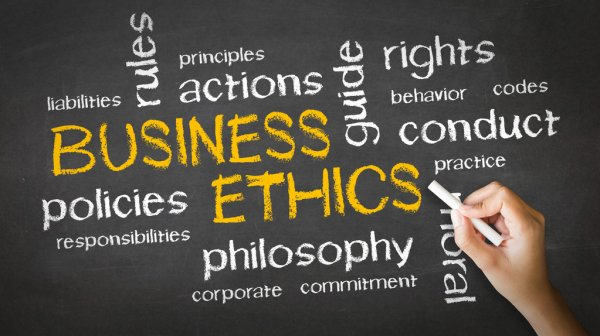 rules
principles
rights
liabilities
actions
guide
behavior
codes
BUSINESS
conduct
ETHICS
practice
policies
responsibilities
philosophy
moral
corporate
commitment